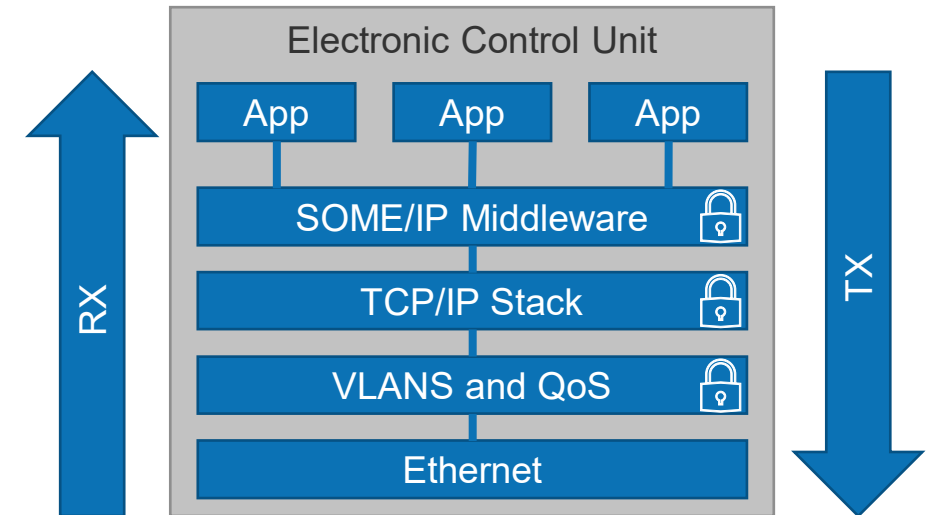 Electronic Control Unit
App App App
SOME/IP Middleware
TCP/IP Stack
VLANS and QoS
Ethernet
RX
TX